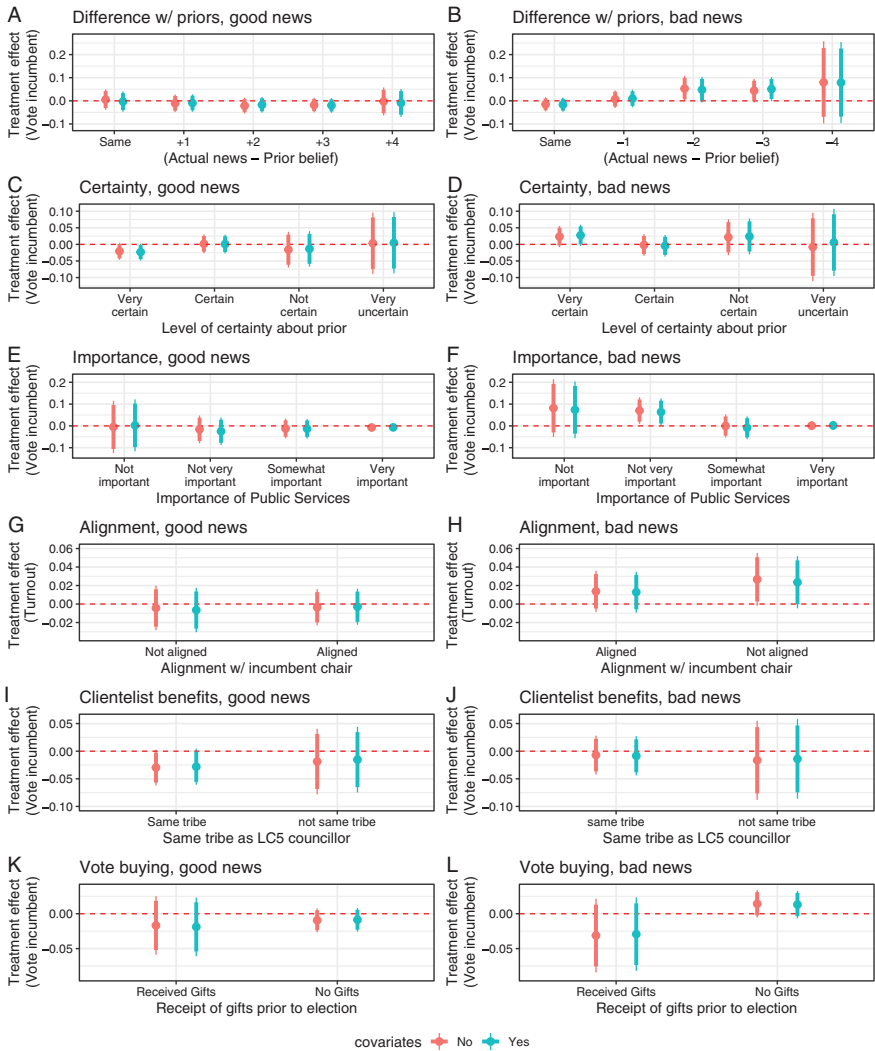 A Difference w/ priors, good news
Treatment effect
(Vote incumbent)
0.2
0.1
0.0
−0.1
Same +1 +2 +3 +4
(Actual news − Prior belief)
B Difference w/ priors, bad news
Treatment effect
(Vote incumbent)
0.2
0.1
0.0
−0.1
Same −1 −2 −3 −4
(Actual news − Prior belief)
C Certainty, good news
Treatment effect
(Vote incumbent)
0.10
0.05
0.00
−0.05
−0.10
Very certain Certain Not certain Very uncertain
Level of certainty about prior
D Certainty, bad news
Treatment effect
(Vote incumbent)
0.10
0.05
0.00
−0.05
−0.10
Very certain Certain Not certain Very uncertain
Level of certainty about prior
E Importance, good news
Treatment effect
(Vote incumbent)
0.2
0.1
0.0
−0.1
Not important Not very important Somewhat important Very important
Importance of Public Services
F Importance, bad news
Treatment effect
(Vote incumbent)
0.2
0.1
0.0
−0.1
Not important Not very important Somewhat important Very important
Importance of Public Services
G Alignment, good news
Treatment effect
(Turnout)
0.06
0.04
0.02
0.00
−0.02
Not aligned Aligned
Alignment w/ incumbent chair
H Alignment, bad news
Treatment effect
(Turnout)
0.06
0.04
0.02
0.00
−0.02
Aligned Not aligned
Alignment w/ incumbent chair
I Clientelist benefits, good news
Treatment effect
(Vote incumbent)
0.05
0.00
−0.05
−0.10
Same tribe not same tribe
Same tribe as LC5 councillor
J Clientelist benefits, bad news
Treatment effect
(Vote incumbent)
0.05
0.00
−0.05
−0.10
same tribe not same tribe
Same tribe as LC5 councillor
K Vote buying, good news
Treatment effect
(Vote incumbent)
0.00
−0.05
Received Gifts No Gifts
Receipt of gifts prior to election
L Vote buying, bad news
Treatment effect
(Vote incumbent)
0.00
−0.05
Received Gifts No Gifts
Receipt of gifts prior to election
covariates No Yes